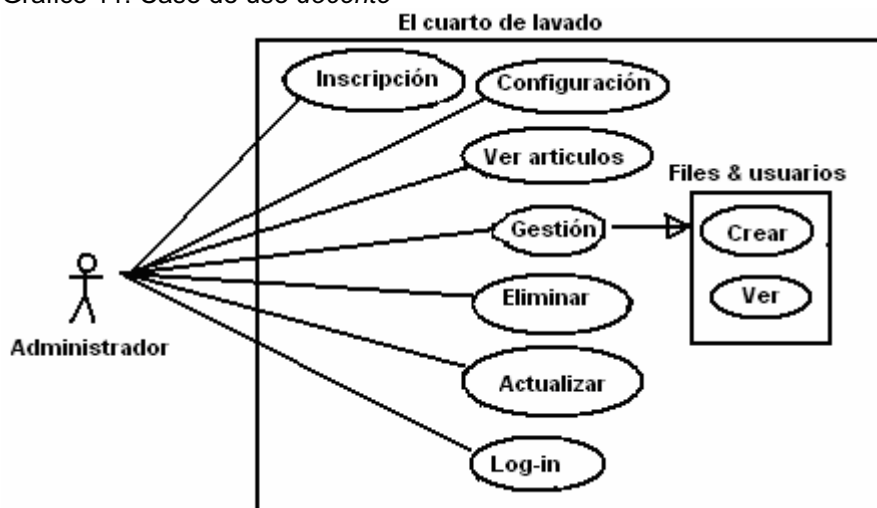 Gráfico 11. Caso de uso docente
El cuarto de lavado
Inscripción
Configuración
Ver articulos
Files & usuarios
Gestión
Crear
Eliminar
Ver
Administrador
Actualizar
Log-in